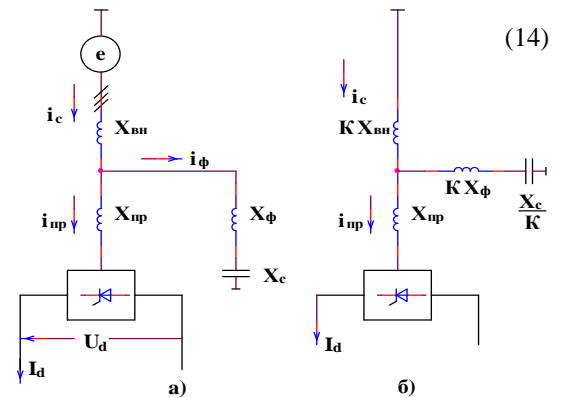 (14)
e
i с
X вн
i ф
i пр
X пр
X ф
X с
U d
I d
а)
i с
К X вн
К X ф
X с
К
i пр
X пр
I d
б)